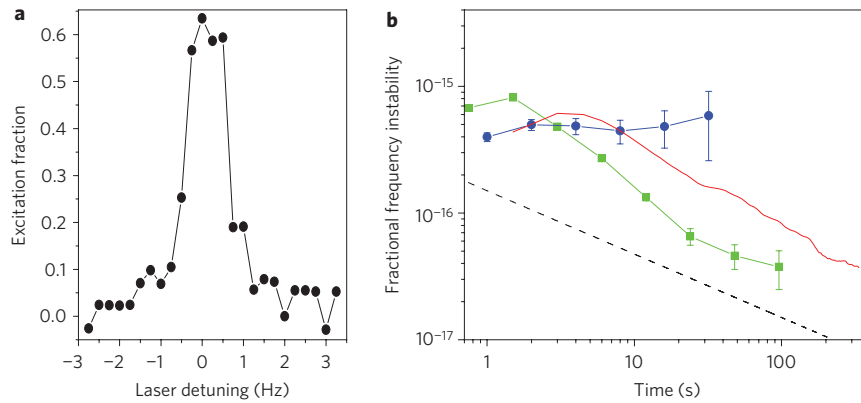 a
0.6
0.5
0.4
0.3
0.2
0.1
0.0
Excitation fraction
−3 −2 −1 0 1 2 3
Laser detuning (Hz)
b
10⁻¹⁵
10⁻¹⁶
10⁻¹⁷
Fractional frequency instability
1 10 100
Time (s)